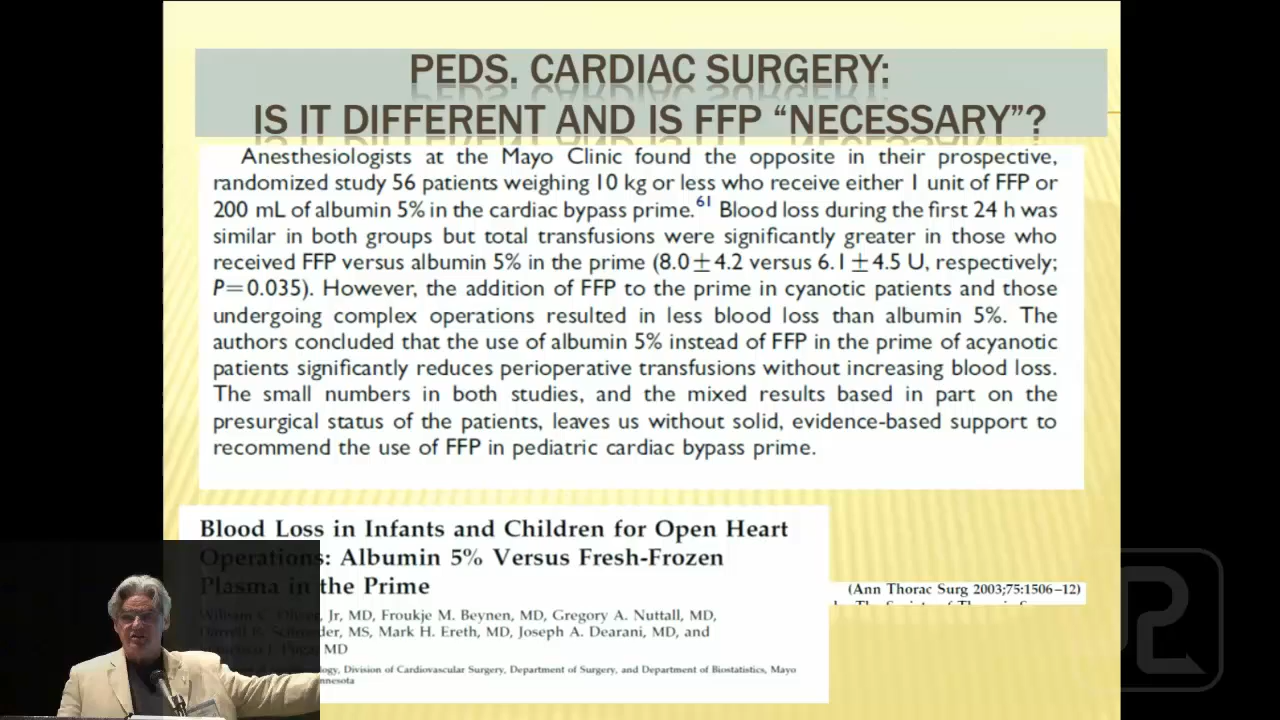 PEDS. CARDIAC SURGERY:
IS IT DIFFERENT AND IS FFP “NECESSARY”?
Anesthesiologists at the Mayo Clinic found the opposite in their prospective,
randomized study 56 patients weighing 10 kg or less who receive either 1 unit of FFP or
200 mL of albumin 5% in the cardiac bypass prime.61 Blood loss during the first 24 h was
similar in both groups but total transfusions were significantly greater in those who
received FFP versus albumin 5% in the prime (8.0±4.2 versus 6.1±4.5 U, respectively;
P=0.035). However, the addition of FFP to the prime in cyanotic patients and those
undergoing complex operations resulted in less blood loss than albumin 5%. The
authors concluded that the use of albumin 5% instead of FFP in the prime of acyanotic
patients significantly reduces perioperative transfusions without increasing blood loss.
The small numbers in both studies, and the mixed results based in part on the
presurgical status of the patients, leaves us without solid, evidence-based support to
recommend the use of FFP in pediatric cardiac bypass prime.
Blood Loss in Infants and Children for Open Heart
Operations: Albumin 5% Versus Fresh-Frozen
Plasma in the Prime
(Ann Thorac Surg 2003;75:1506–12)
Jr, MD, Froukje M. Beynen, MD, Gregory A. Nuttall, MD,
MS, Mark H. Ereth, MD, Joseph A. Dearani, MD, and
MD
Division of Cardiovascular Surgery, Department of Surgery, and Department of Biostatistics, Mayo